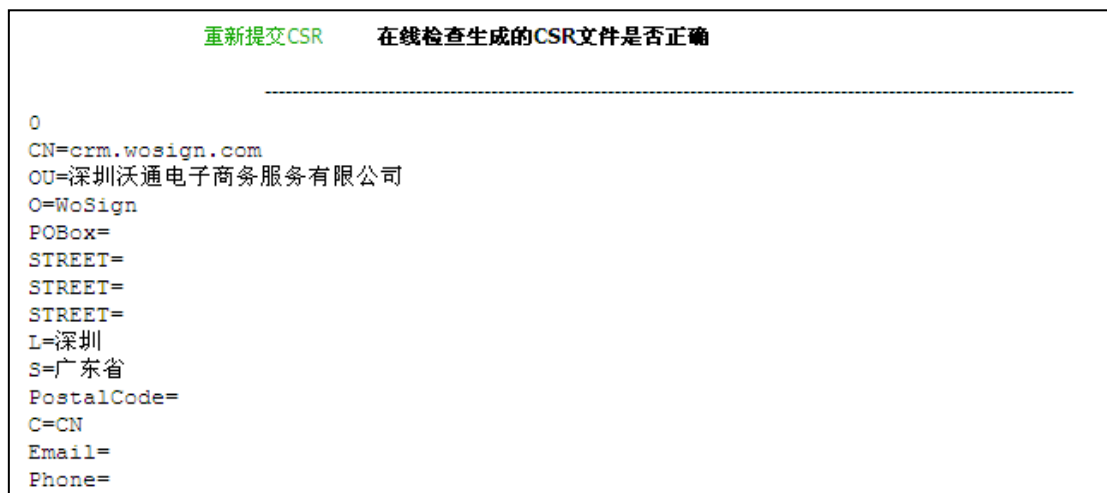 重新提交CSR 在线检查生成的CSR文件是否正确
--------------------------------------------------------------------------------------------------------------------
0
CN=crm.wosign.com
OU=深圳沃通电子商务服务有限公司
O=WoSign
POBox=
STREET=
STREET=
STREET=
L=深圳
S=广东省
PostalCode=
C=CN
Email=
Phone=